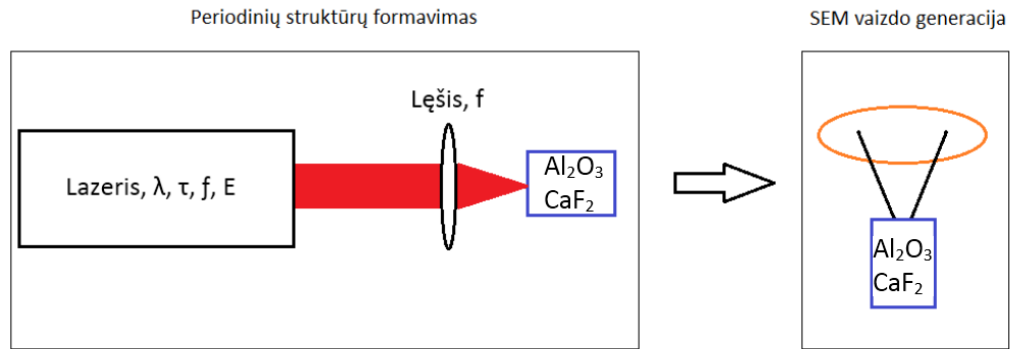 Periodinių struktūrų formavimas
SEM vaizdo generacija
Lęšis, f
Lazeris, λ, τ, ƒ, E
Al₂O₃
CaF₂
Al₂O₃
CaF₂